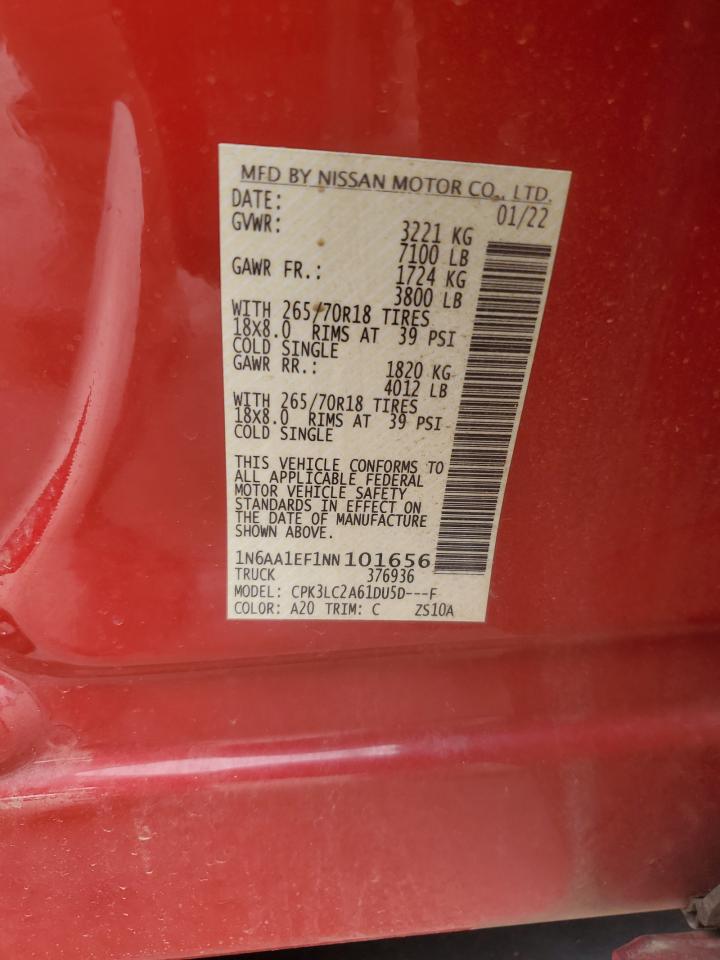 MFD BY NISSAN MOTOR CO., LTD.
DATE: 01/22
GVWR: 3221 KG
7100 LB
GAWR FR.: 1724 KG
3800 LB
WITH 265/70R18 TIRES
18X8.0 RIMS AT 39 PSI
COLD SINGLE
GAWR RR.: 1820 KG
4012 LB
WITH 265/70R18 TIRES
18X8.0 RIMS AT 39 PSI
COLD SINGLE
THIS VEHICLE CONFORMS TO
ALL APPLICABLE FEDERAL
MOTOR VEHICLE SAFETY
STANDARDS IN EFFECT ON
THE DATE OF MANUFACTURE
SHOWN ABOVE.
1N6AA1EF1NN101656
TRUCK 376936
MODEL: CPK3LC2A61DU5D---F
COLOR: A20 TRIM: C ZS10A